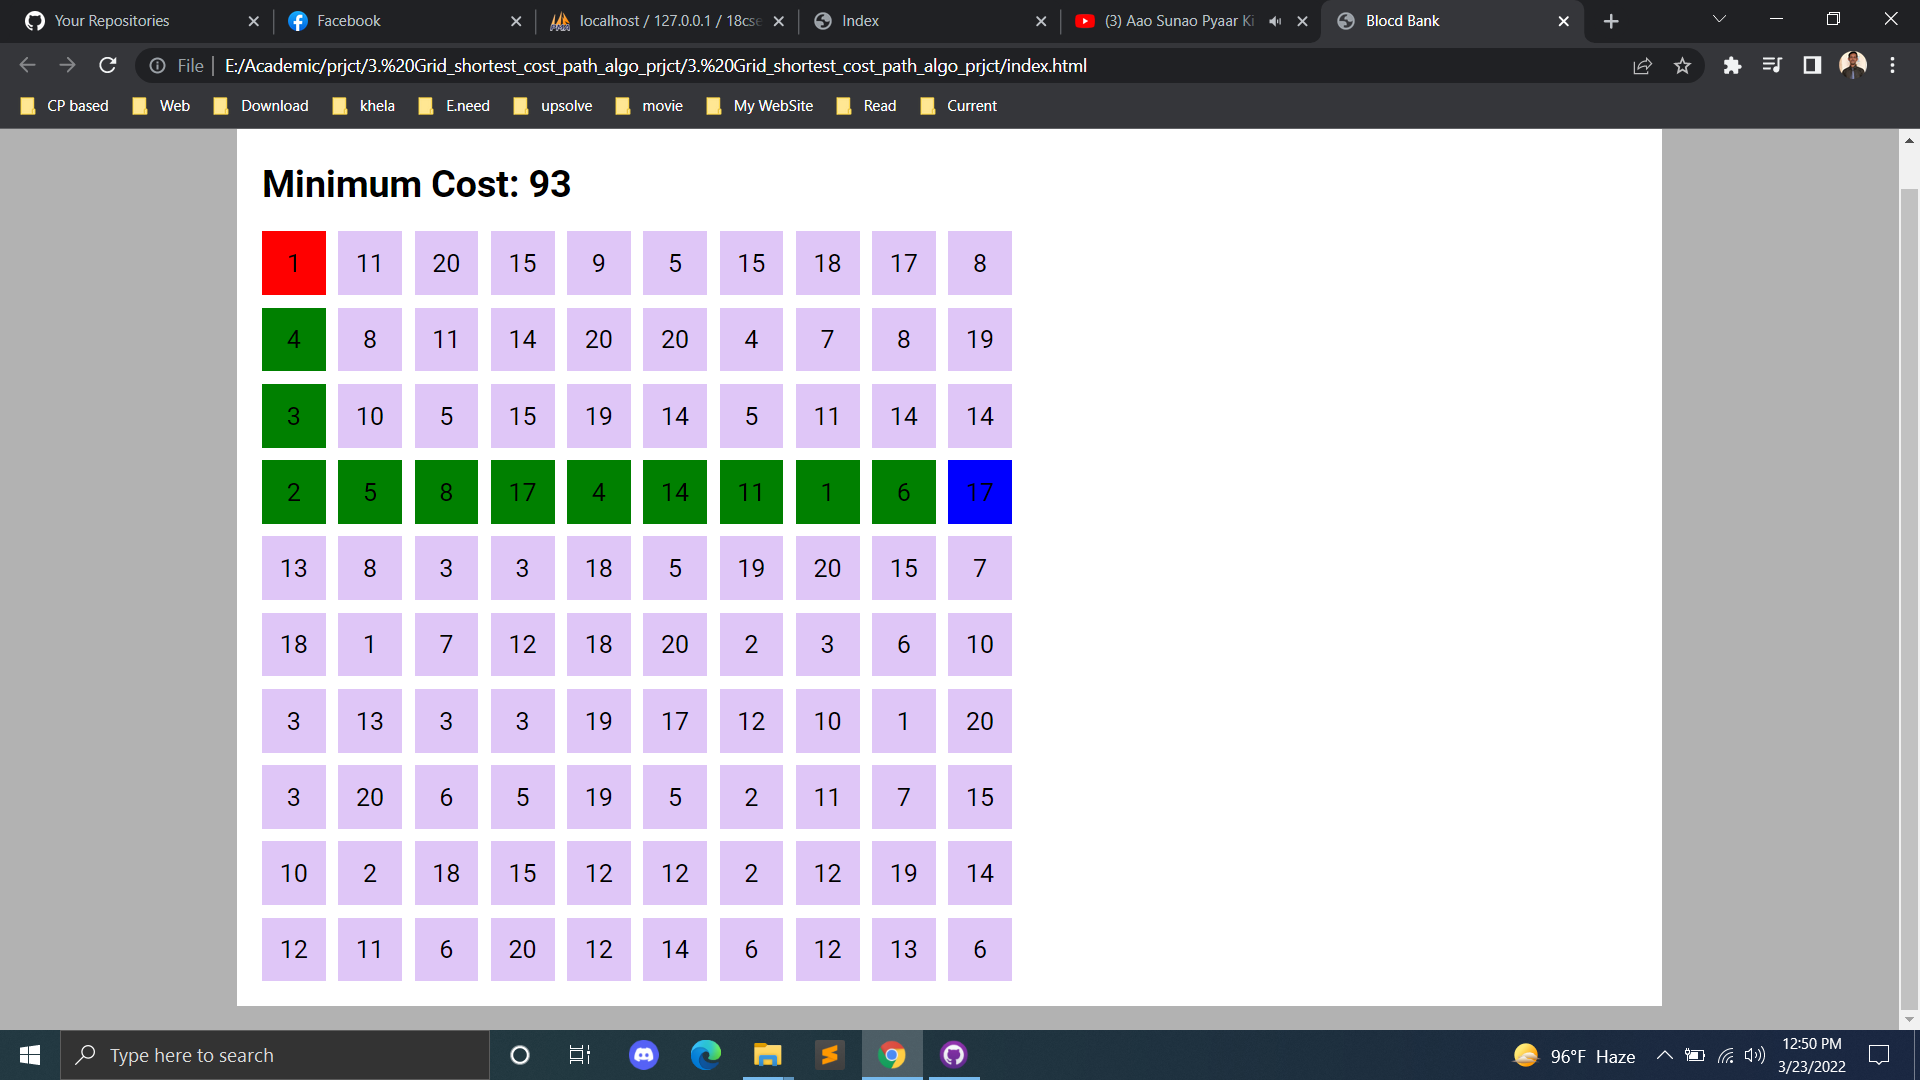 Your Repositories
Facebook
localhost / 127.0.0.1 / 18cse
Index
(3) Aao Sunao Pyaar Ki
Blocd Bank
File
E:/Academic/prjct/3.%20Grid_shortest_cost_path_algo_prjct/3.%20Grid_shortest_cost_path_algo_prjct/index.html
CP based Web Download khela E.need upsolve movie My WebSite Read Current
Minimum Cost: 93
1 11 20 15 9 5 15 18 17 8
4 8 11 14 20 20 4 7 8 19
3 10 5 15 19 14 5 11 14 14
2 5 8 17 4 14 11 1 6 17
13 8 3 3 18 5 19 20 15 7
18 1 7 12 18 20 2 3 6 10
3 13 3 3 19 17 12 10 1 20
3 20 6 5 19 5 2 11 7 15
10 2 18 15 12 12 2 12 19 14
12 11 6 20 12 14 6 12 13 6
Type here to search
96°F Haze
12:50 PM
3/23/2022